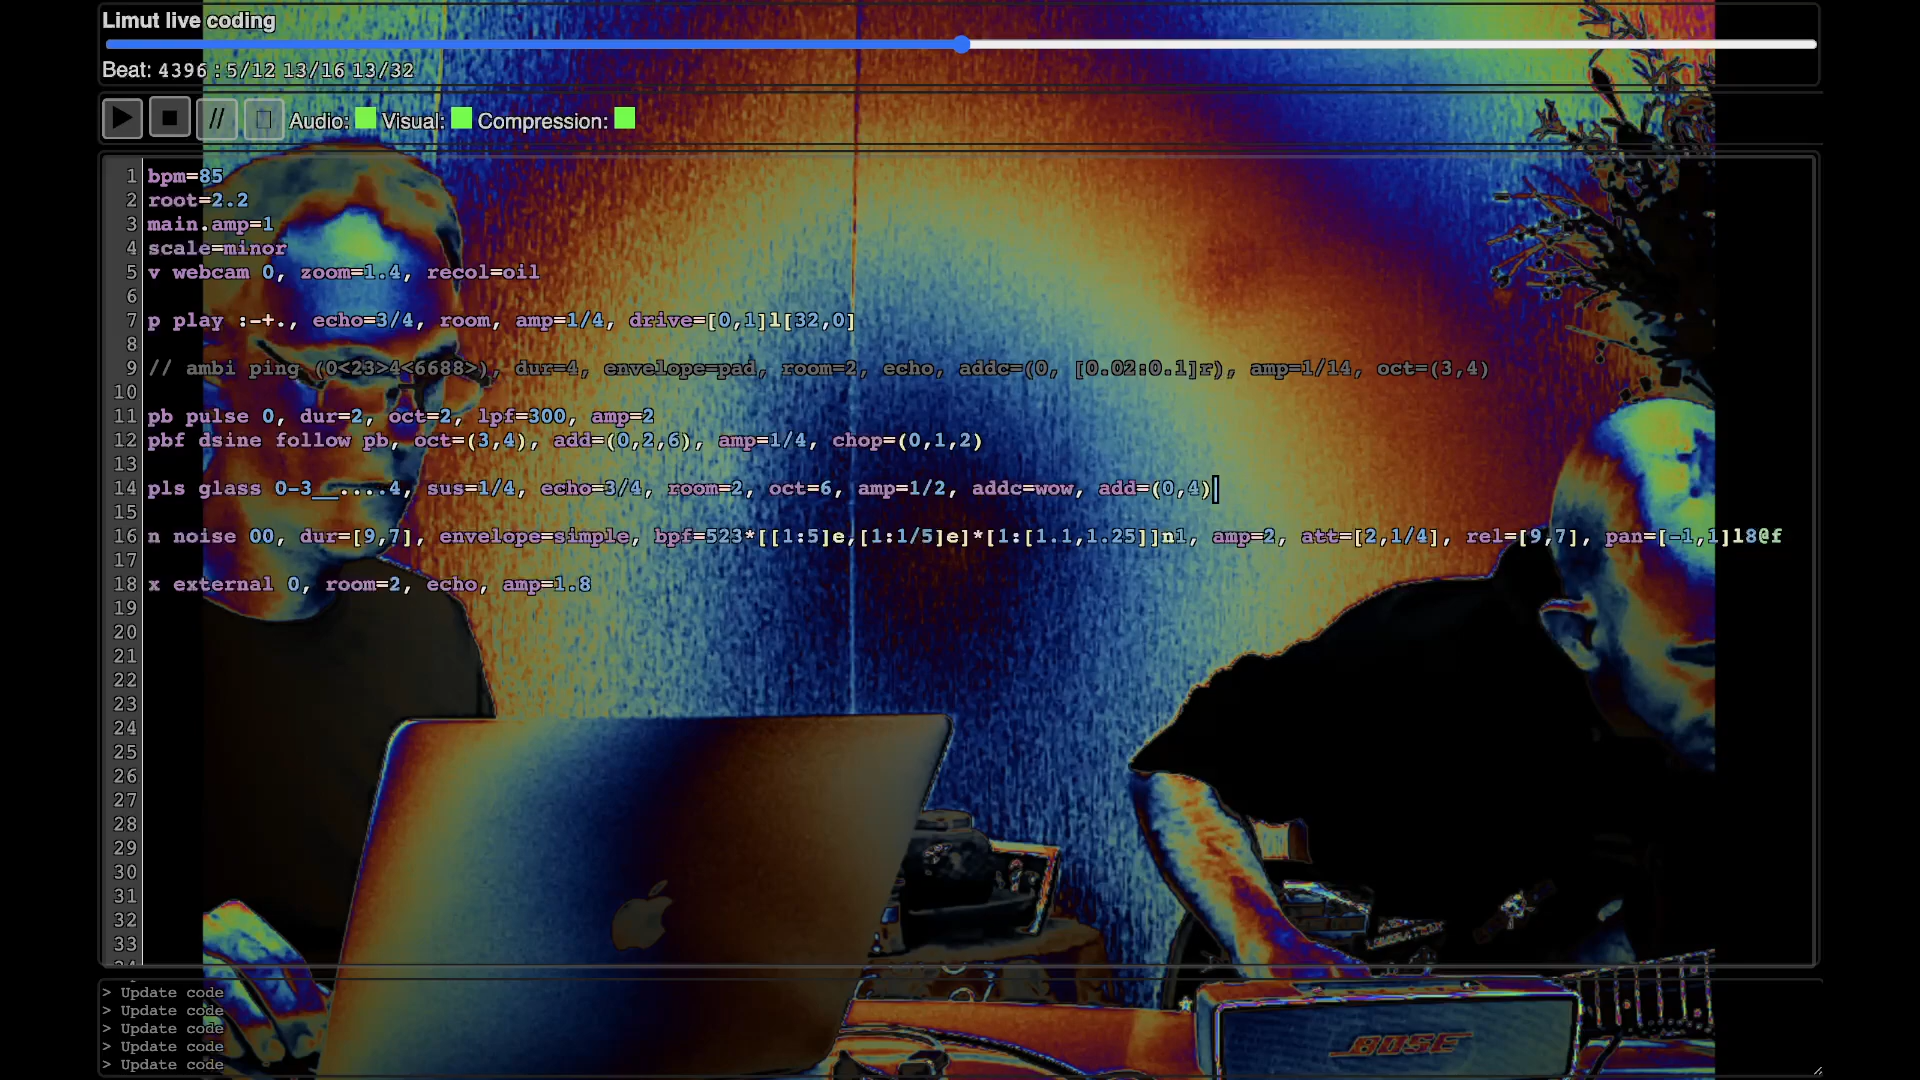 Limut live coding
Beat: 4396 : 5/12 13/16 13/32
// Audio: Visual: Compression:
1 bpm=85
2 root=2.2
3 main.amp=1
4 scale=minor
5 v webcam 0, zoom=1.4, recol=oil
6
7 p play :-+., echo=3/4, room, amp=1/4, drive=[0,1]l[32,0]
8
9 // ambi ping (0<23>4<6688>), dur=4, envelope=pad, room=2, echo, addc=(0, [0.02:0.1]r), amp=1/14, oct=(3,4)
10
11 pb pulse 0, dur=2, oct=2, lpf=300, amp=2
12 pbf dsine follow pb, oct=(3,4), add=(0,2,6), amp=1/4, chop=(0,1,2)
13
14 pls glass 0-3__....4, sus=1/4, echo=3/4, room=2, oct=6, amp=1/2, addc=wow, add=(0,4)
15
16 n noise 00, dur=[9,7], envelope=simple, bpf=523*[[1:5]e,[1:1/5]e]*[1:[1.1,1.25]]n1, amp=2, att=[2,1/4], rel=[9,7], pan=[-1,1]l8@f
17
18 x external 0, room=2, echo, amp=1.8
19
20
21
22
23
24
25
26
27
28
29
30
31
32
33
> Update code
> Update code
> Update code
> Update code
> Update code
BOSE